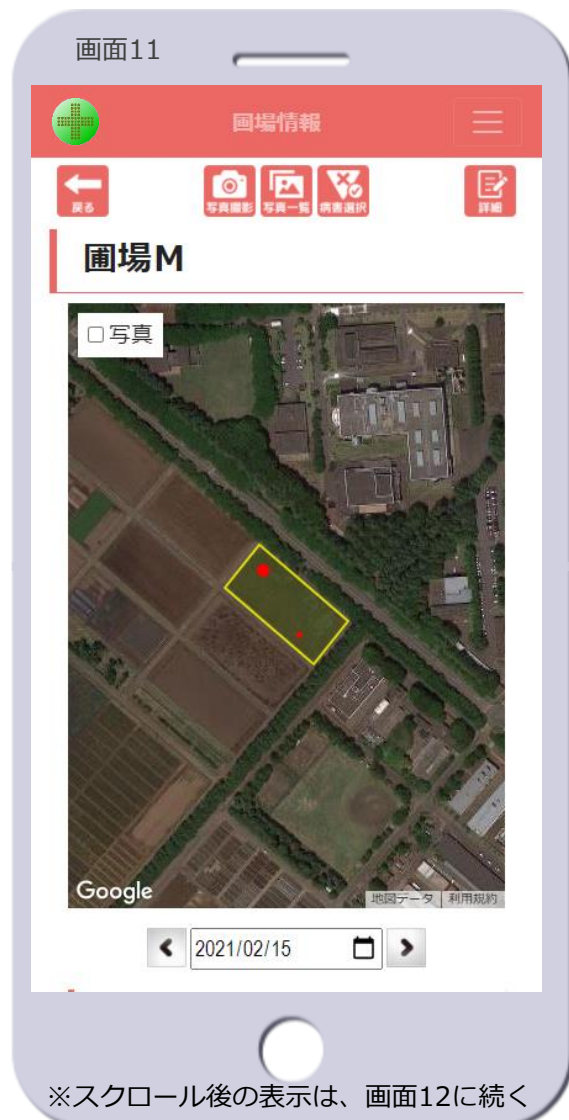 画面11
圃場情報
戻る
写真撮影
写真一覧
病害選択
詳細
圃場M
写真
Google
地図データ
利用規約
2021/02/15
※スクロール後の表示は、画面12に続く